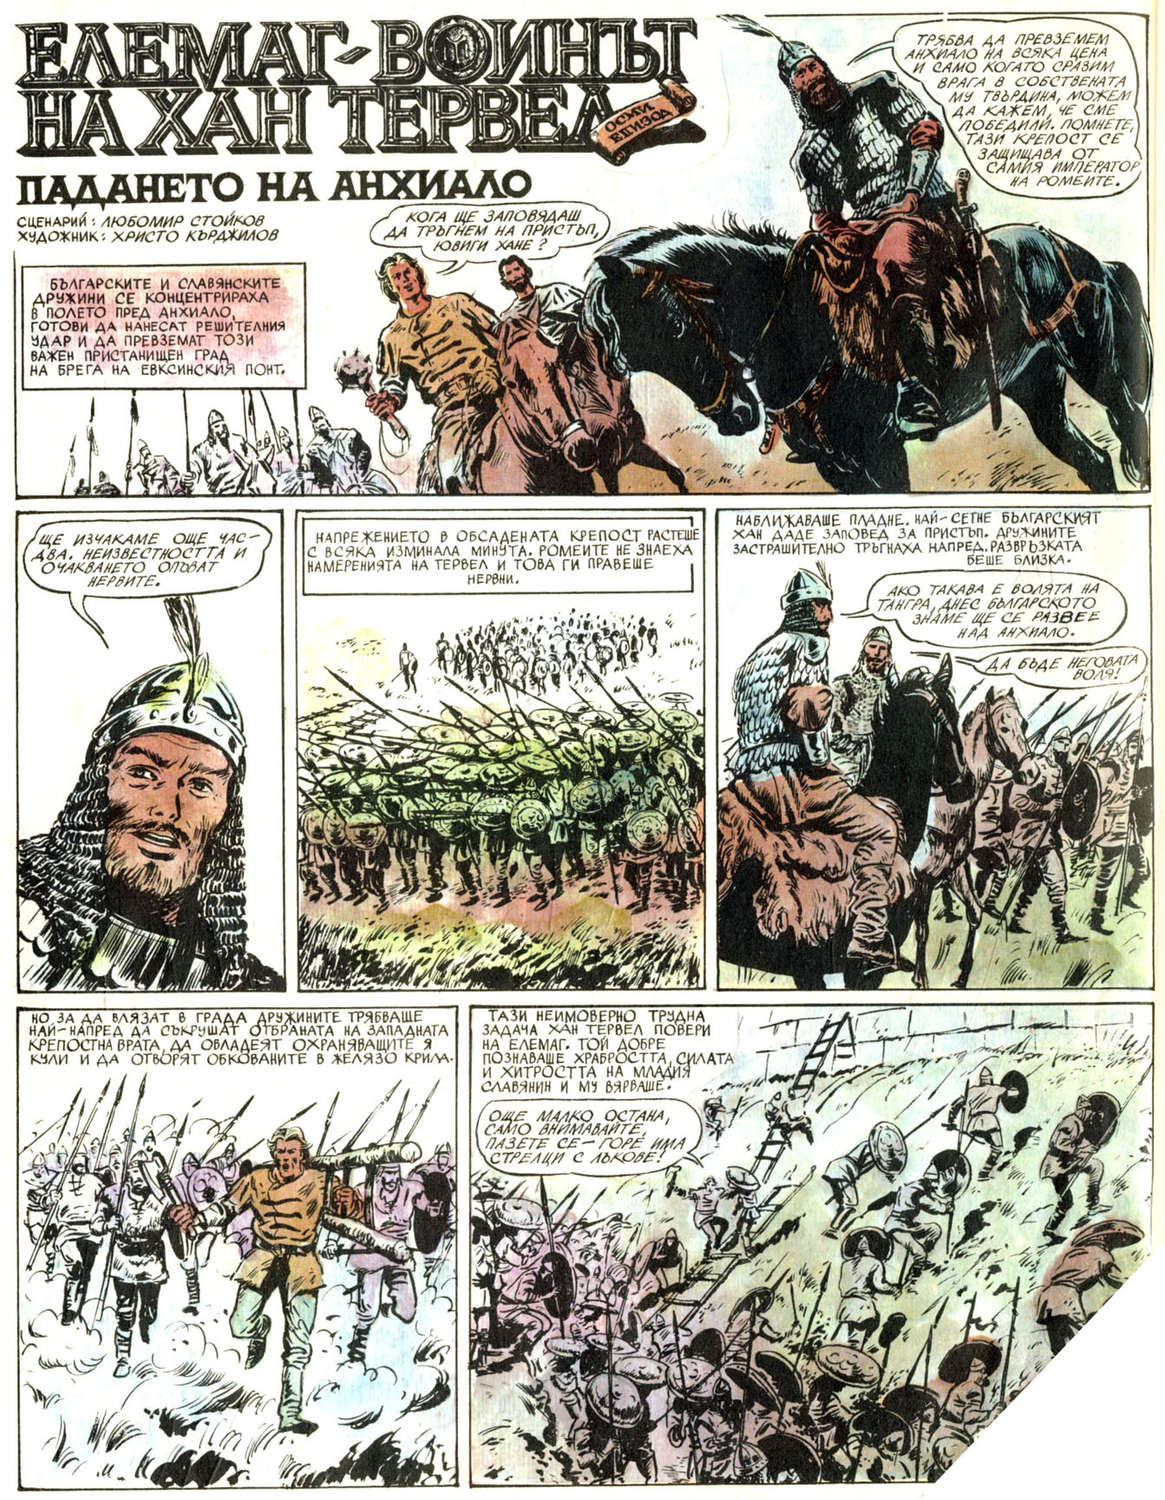 ЕЛЕМАГ-ВОИНЪТ
НА ХАН ТЕРВЕЛ
ОСМИ
ЕПИЗОД
ПАДАНЕТО НА АНХИАЛО
СЦЕНАРИЙ: ЛЮБОМИР СТОЙКОВ
ХУДОЖНИК: ХРИСТО КЪРДЖИЛОВ
БЪЛГАРСКИТЕ И СЛАВЯНСКИТЕ
ДРУЖИНИ СЕ КОНЦЕНТРИРАХА
В ПОЛЕТО ПРЕД АНХИАЛО,
ГОТОВИ ДА НАНЕСАТ РЕШИТЕЛНИЯ
УДАР И ДА ПРЕВЗЕМАТ ТОЗИ
ВАЖЕН ПРИСТАНИЩЕН ГРАД
НА БРЕГА НА ЕВКСИНСКИЯ ПОНТ.
КОГА ЩЕ ЗАПОВЯДАШ
ДА ТРЪГНЕМ НА ПРИСТЪП,
ЮВИГИ ХАНЕ?
ТРЯБВА ДА ПРЕВЗЕМЕМ
АНХИАЛО НА ВСЯКА ЦЕНА
И САМО КОГАТО СРАЗИМ
ВРАГА В СОБСТВЕНАТА
МУ ТВЪРДИНА, МОЖЕМ
ДА КАЖЕМ, ЧЕ СМЕ
ПОБЕДИЛИ. ПОМНЕТЕ,
ТАЗИ КРЕПОСТ СЕ
ЗАЩИЩАВА ОТ
САМИЯ ИМПЕРАТОР
НА РОМЕИТЕ.
ЩЕ ИЗЧАКАМЕ ОЩЕ ЧАС-
ДВА. НЕИЗВЕСТНОСТТА И
ОЧАКВАНЕТО ОПЪВАТ
НЕРВИТЕ.
НАПРЕЖЕНИЕТО В ОБСАДЕНАТА КРЕПОСТ РАСТЕШЕ
С ВСЯКА ИЗМИНАЛА МИНУТА. РОМЕИТЕ НЕ ЗНАЕХА
НАМЕРЕНИЯТА НА ТЕРВЕЛ И ТОВА ГИ ПРАВЕШЕ
НЕРВНИ.
НАБЛИЖАВАШЕ ПЛАДНЕ. НАЙ-СЕТНЕ БЪЛГАРСКИЯТ
ХАН ДАДЕ ЗАПОВЕД ЗА ПРИСТЪП. ДРУЖИНИТЕ
ЗАСТРАШИТЕЛНО ТРЪГНАХА НАПРЕД. РАЗВРЪЗКАТА
БЕШЕ БЛИЗКА.
АКО ТАКАВА Е ВОЛЯТА НА
ТАНГРА, ДНЕС БЪЛГАРСКОТО
ЗНАМЕ ЩЕ СЕ РАЗВЕЕ
НАД АНХИАЛО.
ДА БЪДЕ НЕГОВАТА
ВОЛЯ!
НО, ЗА ДА ВЛЯЗАТ В ГРАДА ДРУЖИНИТЕ ТРЯБВАШЕ
НАЙ-НАПРЕД ДА СЪКРУШАТ ОТБРАНАТА НА ЗАПАДНАТА
КРЕПОСТНА ВРАТА, ДА ОВЛАДЕЯТ ОХРАНЯВАЩИТЕ Я
КУЛИ И ДА ОТВОРЯТ ОБКОВАНИТЕ В ЖЕЛЯЗО КРИЛА.
ТАЗИ НЕИМОВЕРНО ТРУДНА
ЗАДАЧА ХАН ТЕРВЕЛ ПОВЕРИ
НА ЕЛЕМАГ. ТОЙ ДОБРЕ
ПОЗНАВАШЕ ХРАБРОСТТА, СИЛАТА
И ХИТРОСТТА НА МЛАДИЯ
СЛАВЯНИН И МУ ВЯРВАШЕ.
ОЩЕ МАЛКО ОСТАНА,
САМО ВНИМАВАЙТЕ,
ПАЗЕТЕ СЕ-ГОРЕ ИМА
СТРЕЛЦИ С ЛЪКОВЕ!